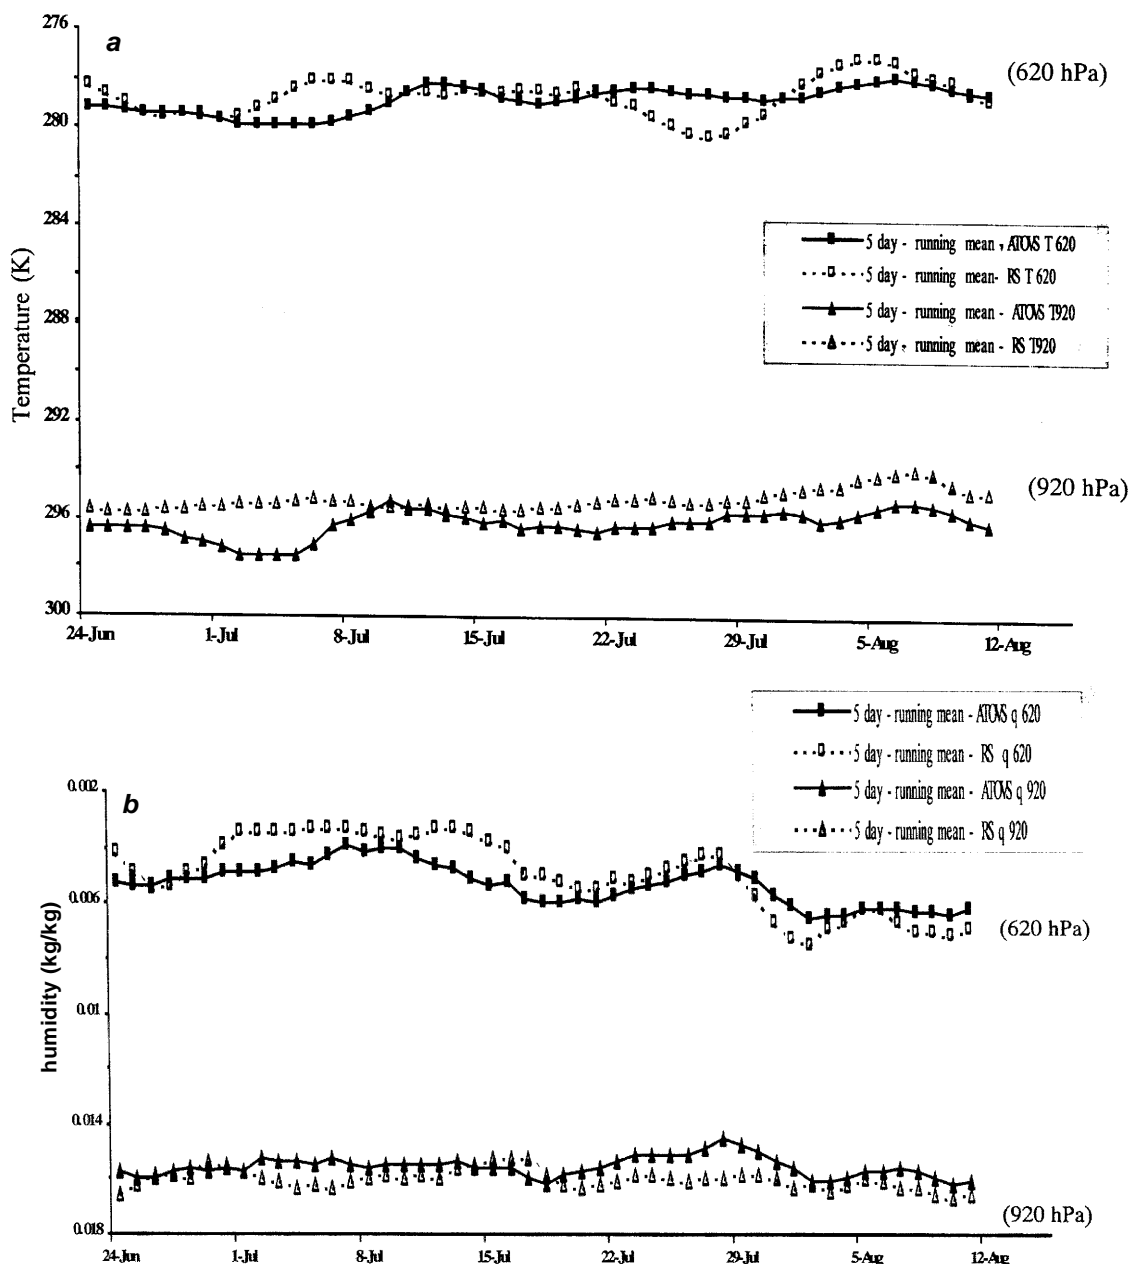 276
a
(620 hPa)
280
284
5 day - running mean - ATOVS T 620
5 day - running mean- RS T 620
5 day - running mean - ATOVS T920
5 day - running mean - RS T920
288
Temperature (K)
292
(920 hPa)
296
300
24-Jun 1-Jul 8-Jul 15-Jul 22-Jul 29-Jul 5-Aug 12-Aug
5 day - running mean - ATOVS q 620
5 day - running mean - RS q 620
5 day - running mean - ATOVS q 920
5 day - running mean - RS q 920
0.002
b
0.006
(620 hPa)
humidity (kg/kg)
0.01
0.014
(920 hPa)
0.018
24-Jun 1-Jul 8-Jul 15-Jul 22-Jul 29-Jul 5-Aug 12-Aug